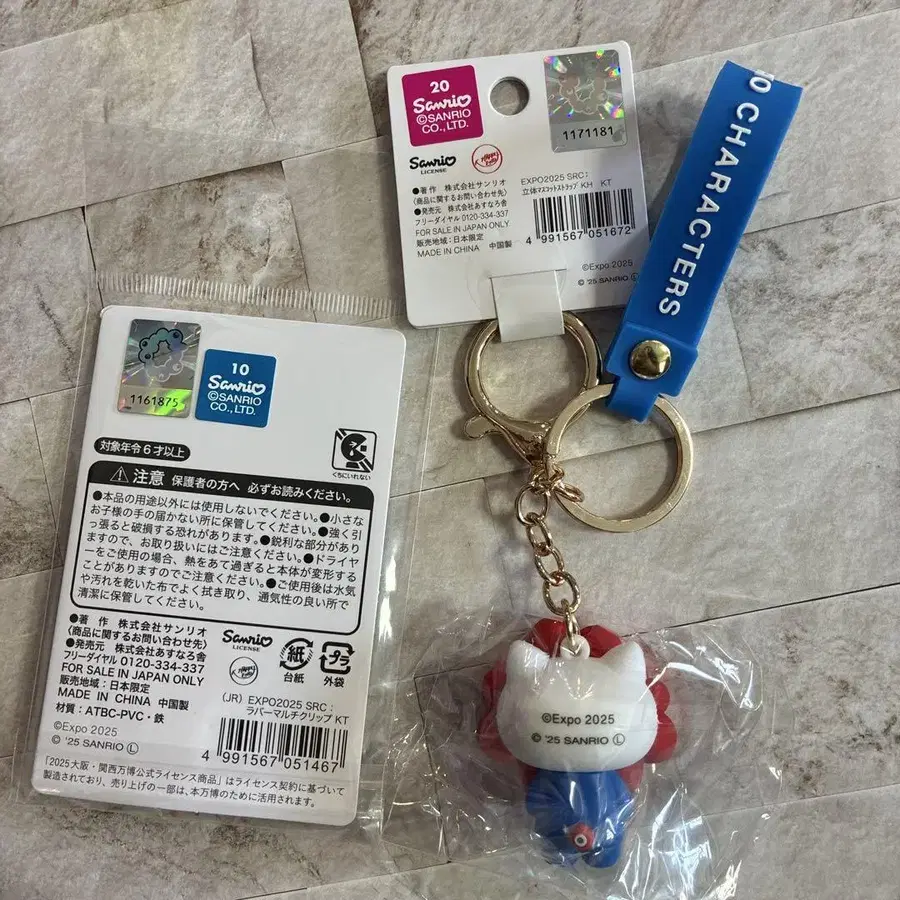 20
Sanrio
©SANRIO
CO., LTD.
1171181
Sanrio
LICENSE
EXPO2025 SRC:
立体マスコットストラップ KH KT
●著作 株式会社サンリオ
〈商品に関するお問い合わせ先〉
●発売元 株式会社あすなろ舎
フリーダイヤル 0120-334-337
FOR SALE IN JAPAN ONLY
販売地域:日本限定
MADE IN CHINA 中国製
4 991567 051672
©Expo 2025
© '25 SANRIO Ⓛ
CHARACTERS
1161875
10
Sanrio
©SANRIO
CO., LTD.
対象年令6才以上
くちにいれない
注意 保護者の方へ 必ずお読みください。
●本品の用途以外には使用しないでください。●小さな
お子様の手の届かない所に保管してください。●強く引
っ張ると破損する恐れがあります。●鋭利な部分があり
ますので、お取り扱いにはご注意ください。●ドライヤ
ーをご使用の場合、熱をあて過ぎると本体が変形する
ことがありますのでご注意ください。●ご使用後は水気
や汚れを乾いた布でよく拭き取り、通気性の良い所で
清潔に保管してください。
●著作 株式会社サンリオ
〈商品に関するお問い合わせ先〉
●発売元 株式会社あすなろ舎
フリーダイヤル 0120-334-337
FOR SALE IN JAPAN ONLY
販売地域:日本限定
MADE IN CHINA 中国製
材質:ATBC-PVC・鉄
©Expo 2025
© '25 SANRIO Ⓛ
Sanrio
LICENSE
紙
台紙
プラ
外袋
(JR) EXPO2025 SRC:
ラバーマルチクリップ KT
4 991567 051467
「2025大阪・関西万博公式ライセンス商品」はライセンス契約に基づいて
製造されており、売り上げの一部は、本万博のために活用されます。
©Expo 2025
© '25 SANRIO Ⓛ